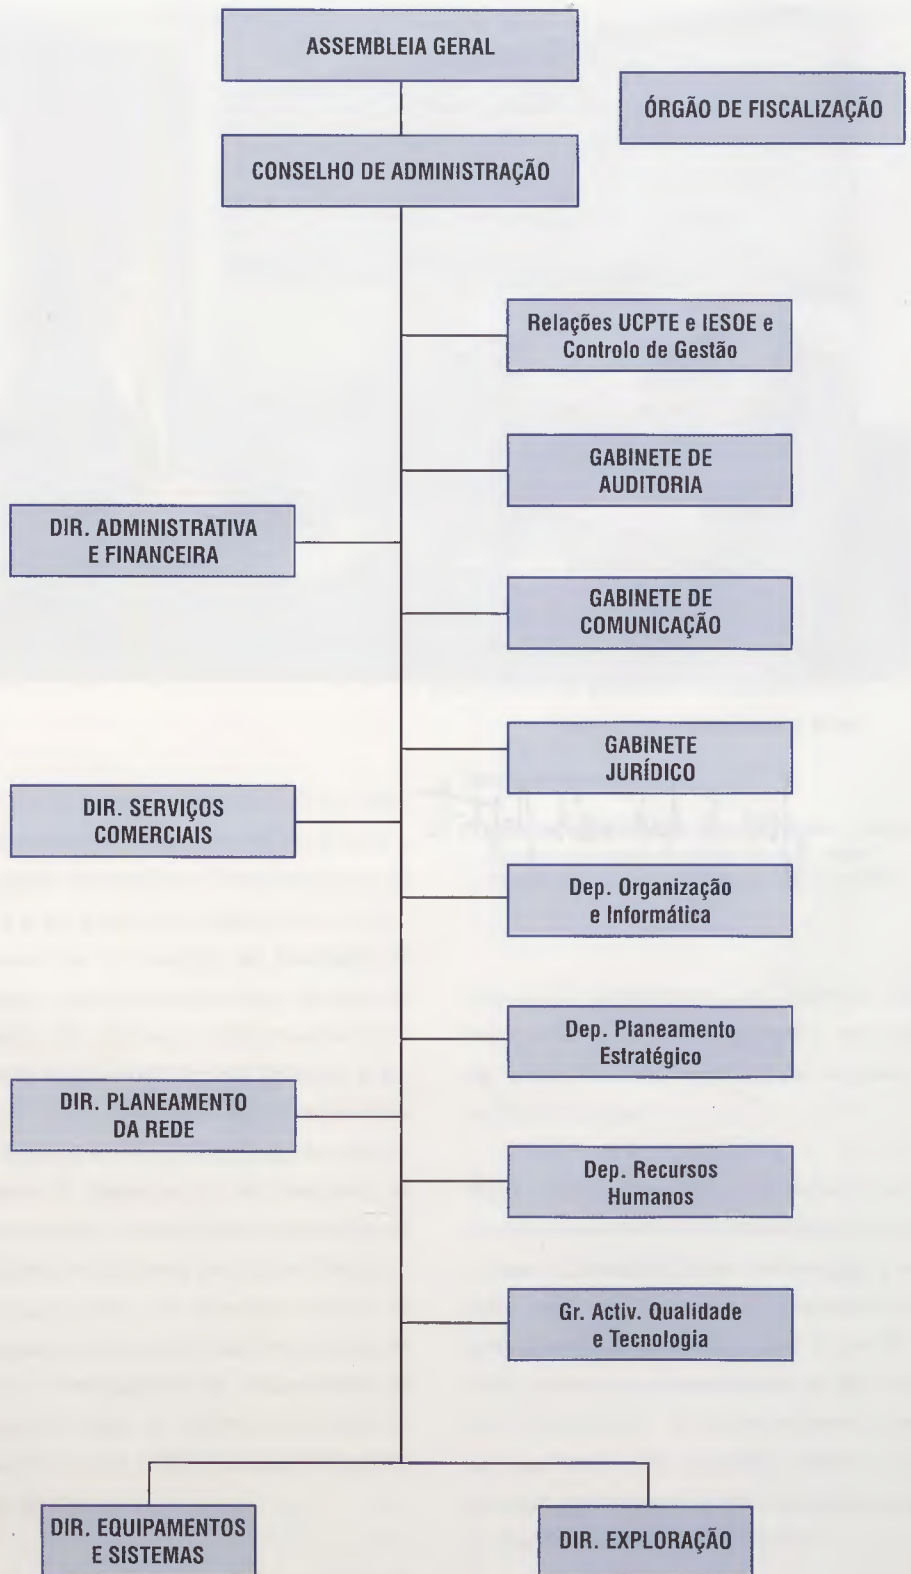 ASSEMBLEIA GERAL
ÓRGÃO DE FISCALIZAÇÃO
CONSELHO DE ADMINISTRAÇÃO
Relações UCPTE e IESOE e
Controlo de Gestão
GABINETE DE
AUDITORIA
DIR. ADMINISTRATIVA
E FINANCEIRA
GABINETE DE
COMUNICAÇÃO
GABINETE
JURÍDICO
DIR. SERVIÇOS
COMERCIAIS
Dep. Organização
e Informática
Dep. Planeamento
Estratégico
DIR. PLANEAMENTO
DA REDE
Dep. Recursos
Humanos
Gr. Activ. Qualidade
e Tecnologia
DIR. EQUIPAMENTOS
E SISTEMAS
DIR. EXPLORAÇÃO